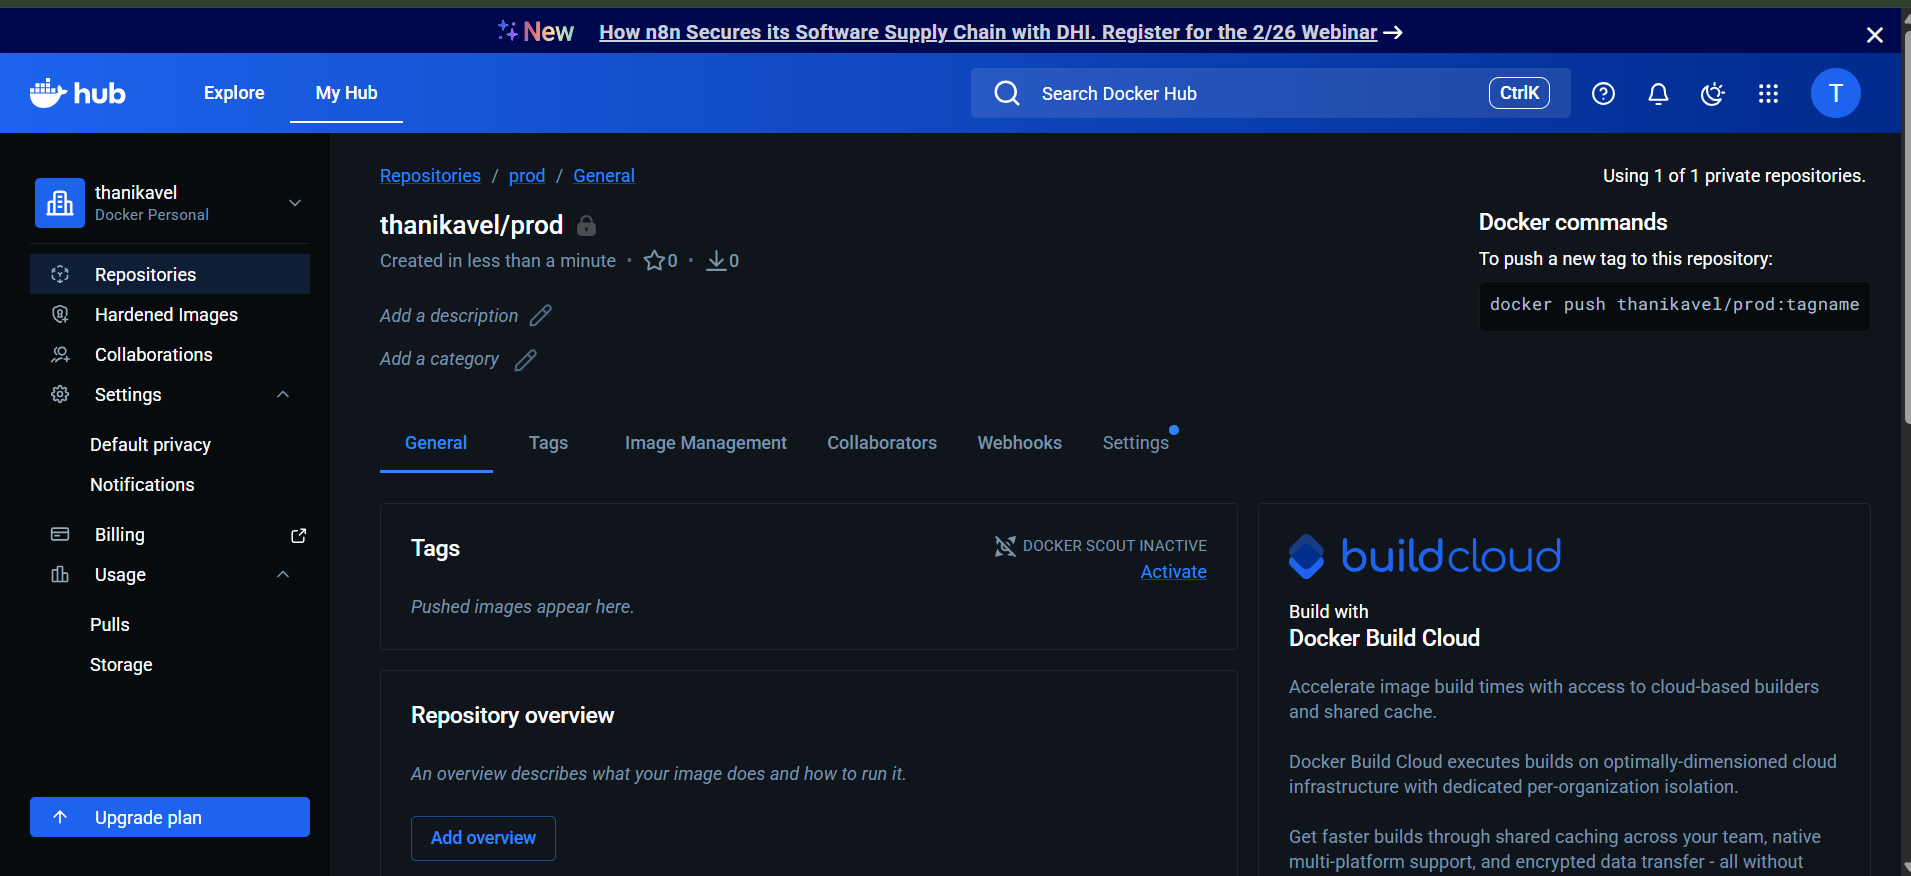 New How n8n Secures its Software Supply Chain with DHI. Register for the 2/26 Webinar →
hub
Explore
My Hub
Search Docker Hub
CtrlK
T
thanikavel
Docker Personal
Repositories
Hardened Images
Collaborations
Settings
Default privacy
Notifications
Billing
Usage
Pulls
Storage
Upgrade plan
Repositories / prod / General
Using 1 of 1 private repositories.
thanikavel/prod
Created in less than a minute • 0 • 0
Add a description
Add a category
Docker commands
To push a new tag to this repository:
docker push thanikavel/prod:tagname
General
Tags
Image Management
Collaborators
Webhooks
Settings
Tags
DOCKER SCOUT INACTIVE
Activate
Pushed images appear here.
Repository overview
An overview describes what your image does and how to run it.
Add overview
buildcloud
Build with
Docker Build Cloud
Accelerate image build times with access to cloud-based builders
and shared cache.
Docker Build Cloud executes builds on optimally-dimensioned cloud
infrastructure with dedicated per-organization isolation.
Get faster builds through shared caching across your team, native
multi-platform support, and encrypted data transfer - all without